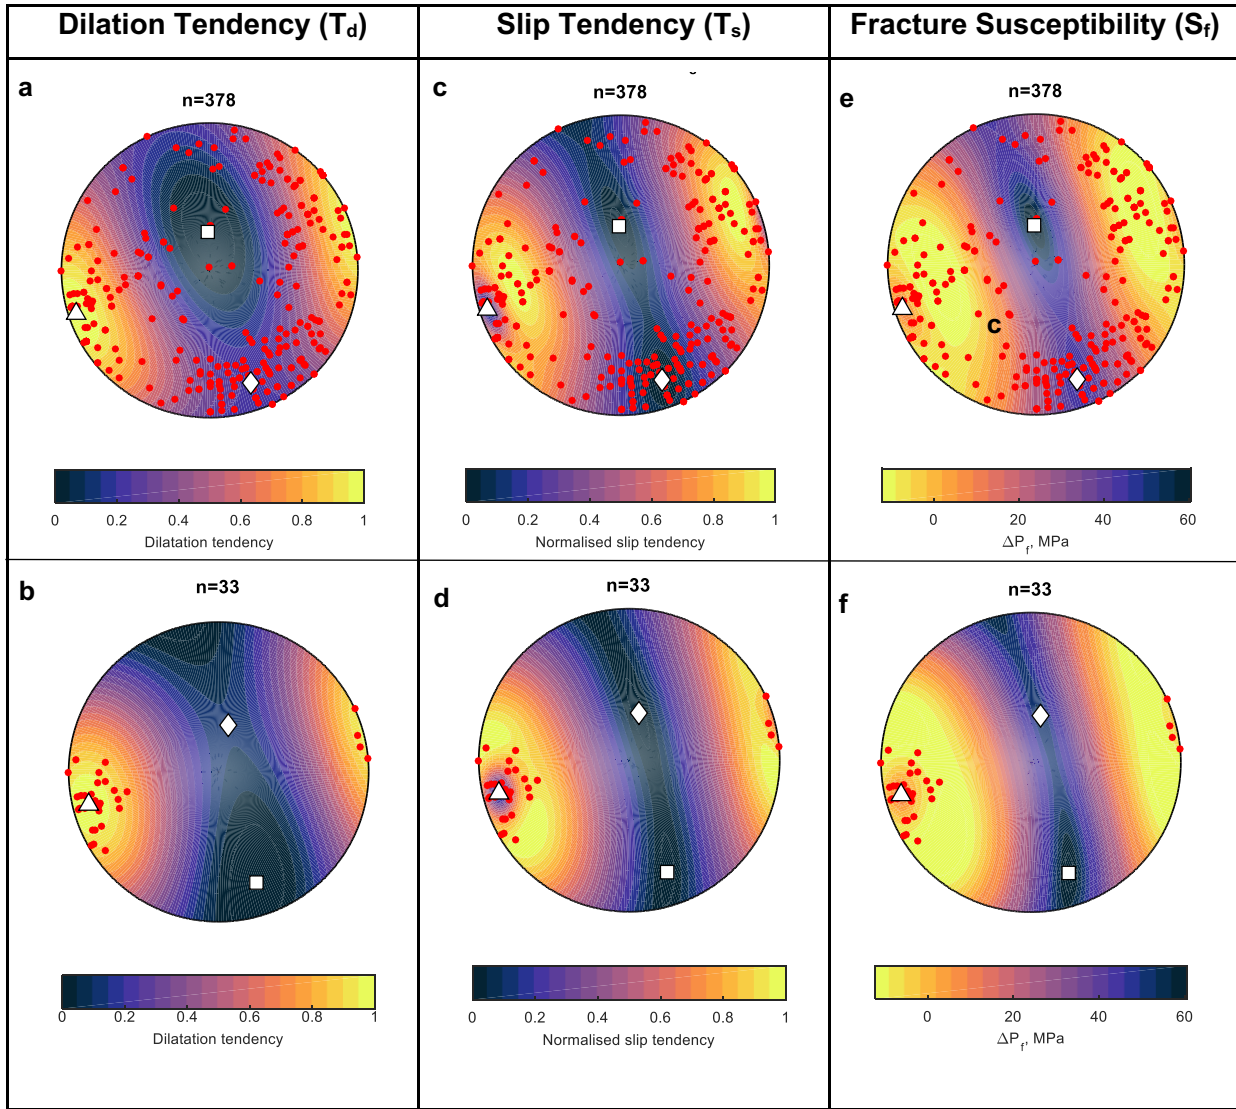 Dilation Tendency (Td)
Slip Tendency (Ts)
Fracture Susceptibility (Sf)
a
n=378
0 0.2 0.4 0.6 0.8 1
Dilatation tendency
c
n=378
0 0.2 0.4 0.6 0.8 1
Normalised slip tendency
e
n=378
c
0 20 40 60
ΔPf, MPa
b
n=33
0 0.2 0.4 0.6 0.8 1
Dilatation tendency
d
n=33
0 0.2 0.4 0.6 0.8 1
Normalised slip tendency
f
n=33
0 20 40 60
ΔPf, MPa